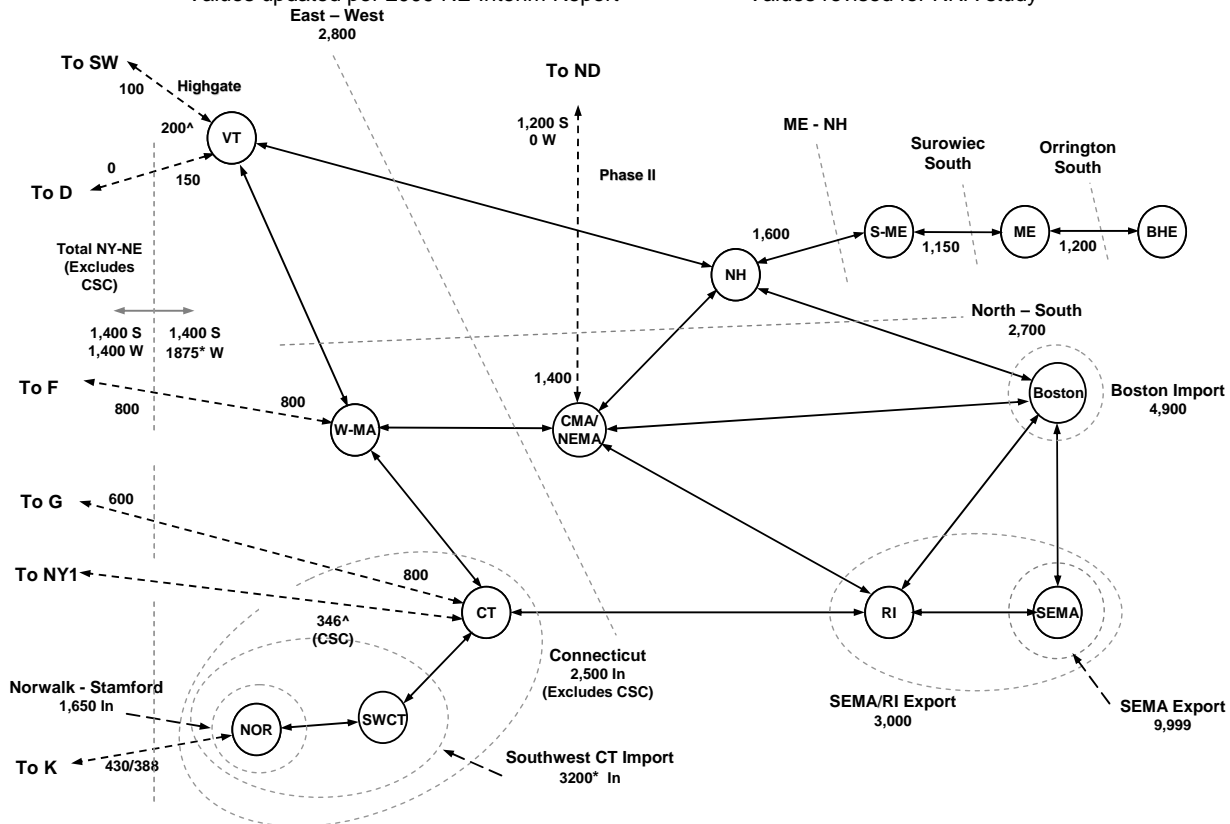 East – West
2,800
To SW
100
Highgate
200^
VT
To ND
1,200 S
0 W
Phase II
ME - NH
Surowiec
South
Orrington
South
0
150
To D
Total NY-NE
(Excludes
CSC)
1,400 S
1,400 W
1,400 S
1875* W
1,600
S-ME
1,150
ME
1,200
BHE
NH
North – South
2,700
To F
800
800
W-MA
1,400
CMA/
NEMA
Boston
Boston Import
4,900
To G
600
To NY1
800
CT
346^
(CSC)
RI
SEMA
Connecticut
2,500 In
(Excludes CSC)
Norwalk - Stamford
1,650 In
NOR
SWCT
SEMA/RI Export
3,000
SEMA Export
9,999
Southwest CT Import
3200* In
To K
430/388